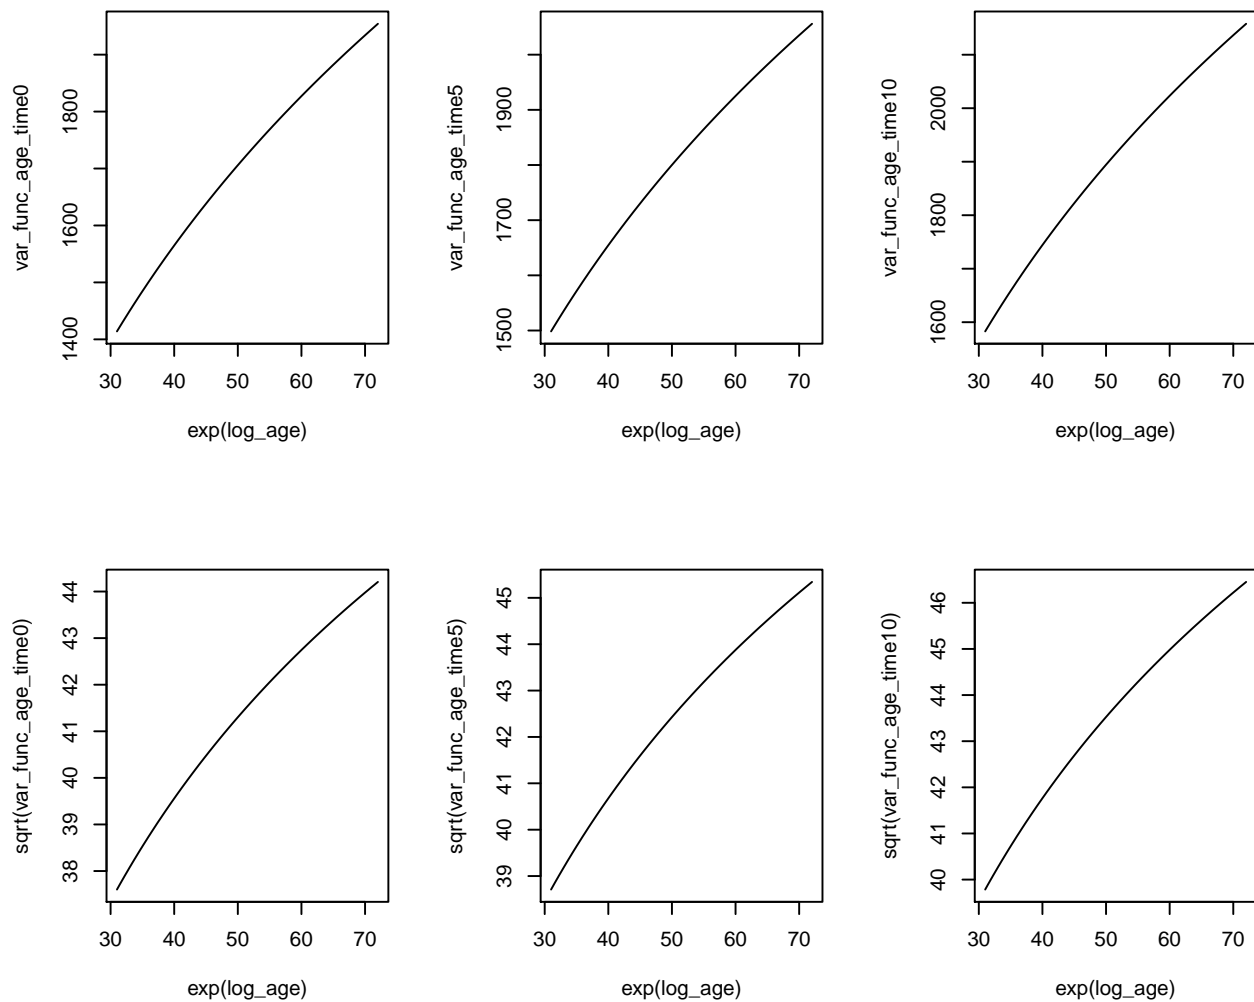 var_func_age_time0
1400
1600
1800
30 40 50 60 70
exp(log_age)
var_func_age_time5
1500
1700
1900
30 40 50 60 70
exp(log_age)
var_func_age_time10
1600
1800
2000
30 40 50 60 70
exp(log_age)
sqrt(var_func_age_time0)
38
39
40
41
42
43
44
30 40 50 60 70
exp(log_age)
sqrt(var_func_age_time5)
39
40
41
42
43
44
45
30 40 50 60 70
exp(log_age)
sqrt(var_func_age_time10)
40
41
42
43
44
45
46
30 40 50 60 70
exp(log_age)